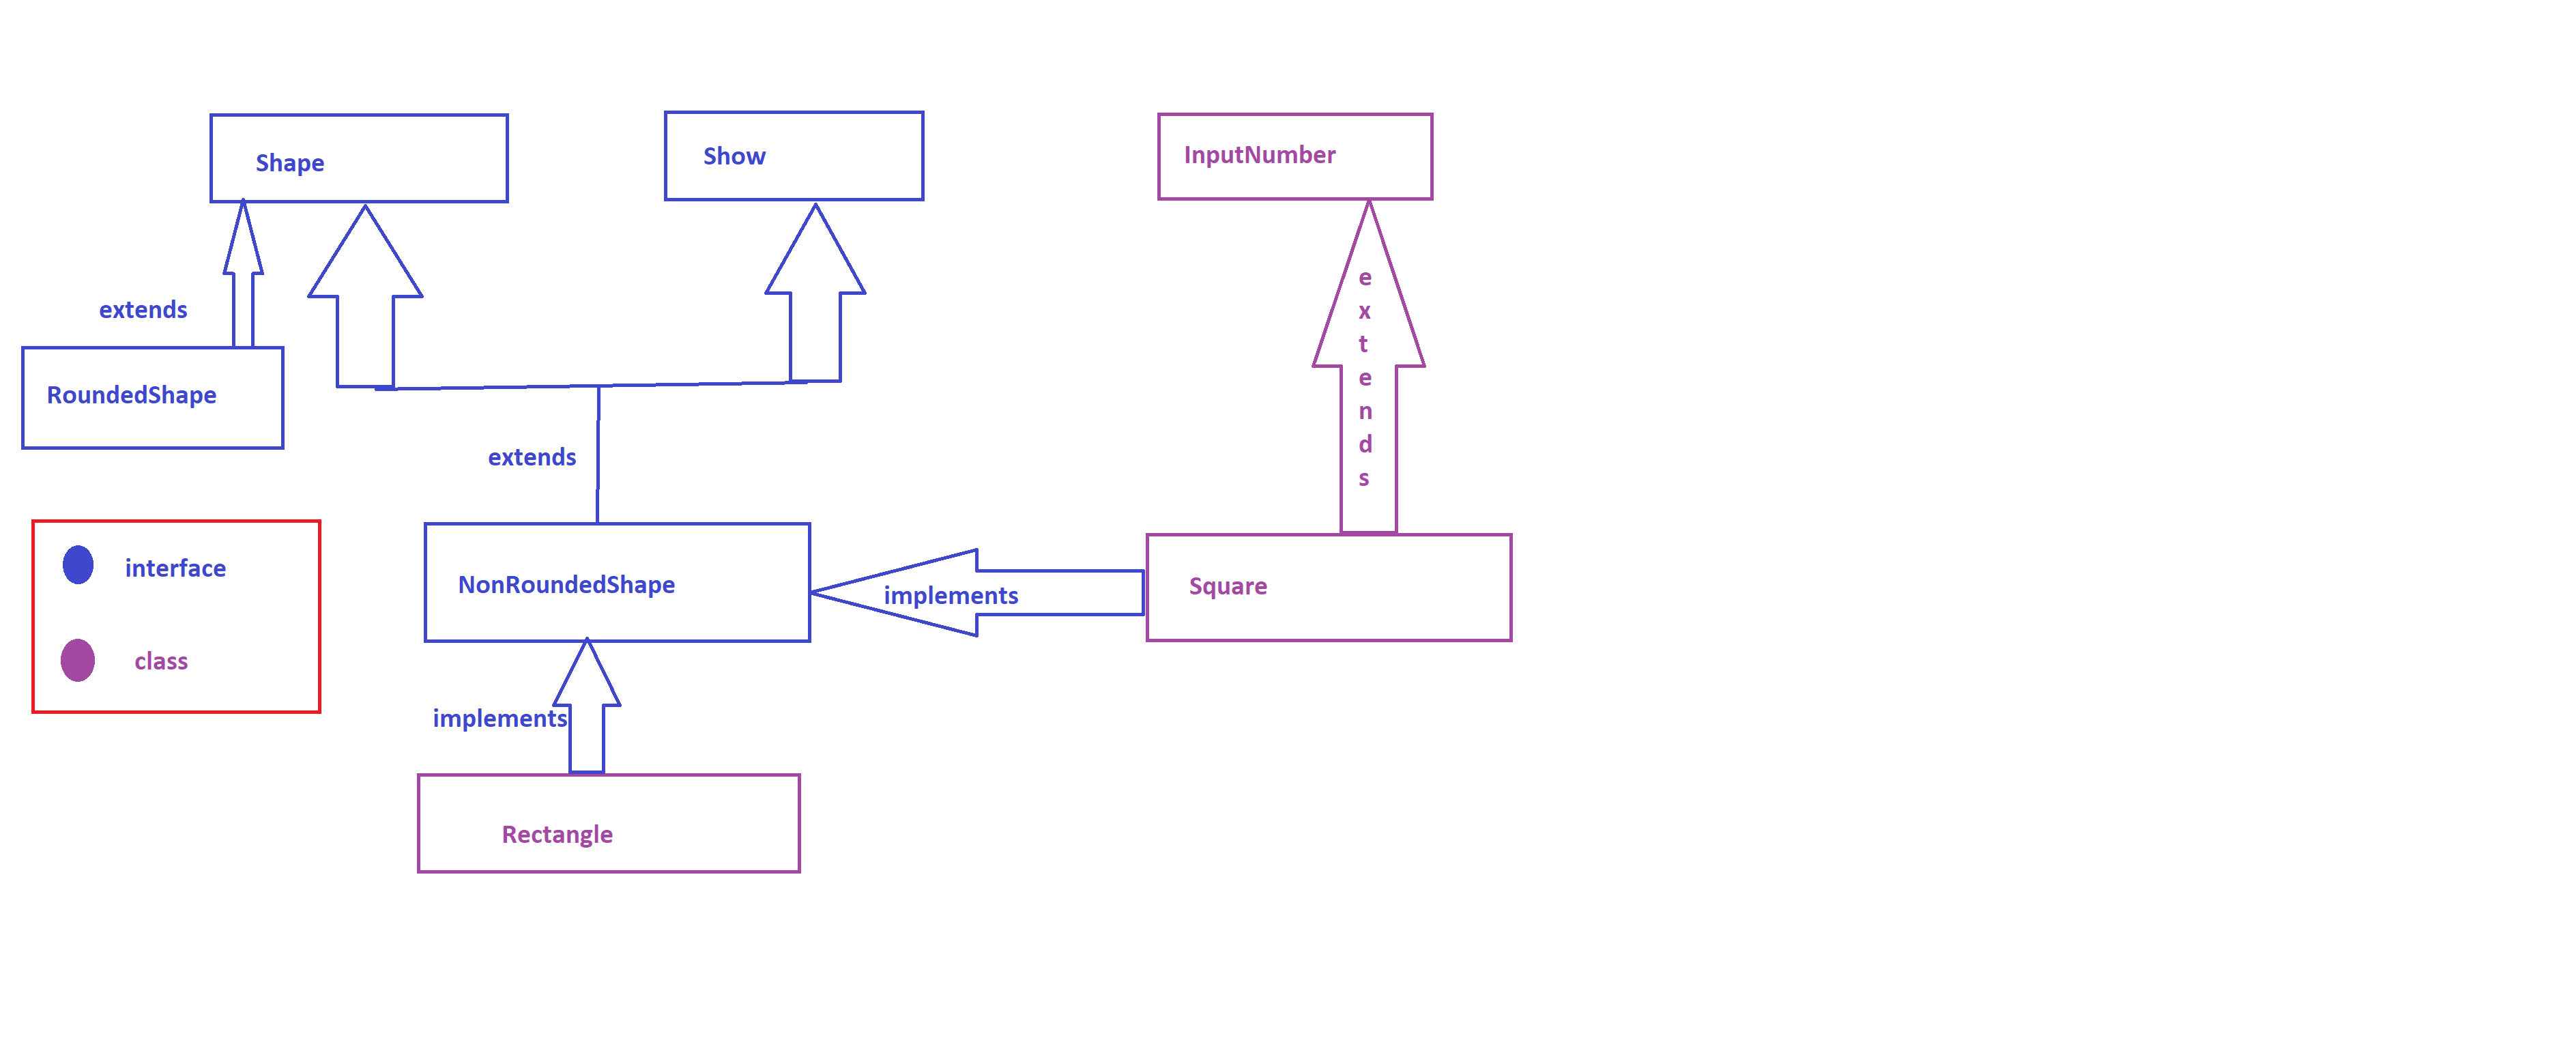 Shape
Show
InputNumber
extends
RoundedShape
extends
e
x
t
e
n
d
s
interface
class
NonRoundedShape
implements
Square
implements
Rectangle